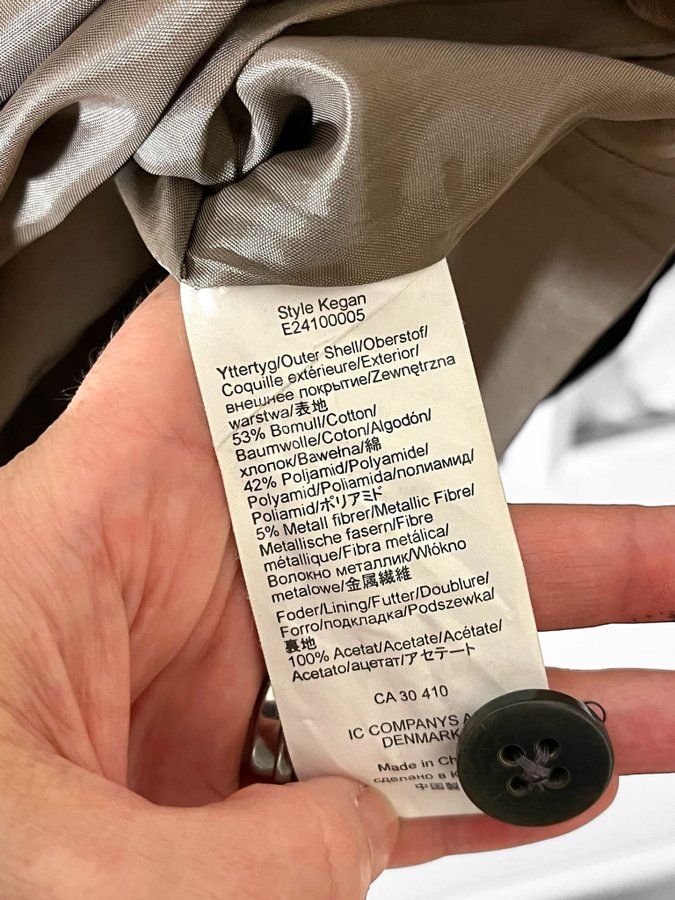 Style Kegan
E24100005
Yttertyg/Outer Shell/Oberstof/
Coquille extérieure/Exterior/
внешнее покрытие/Zewnętrzna
warstwa/表地
53% Bomull/Cotton/
Baumwolle/Coton/Algodón/
хлопок/Bawełna/綿
42% Poljamid/Polyamide/
Polyamid/Poliamida/полиамид/
Poliamid/ポリアミド
5% Metall fibrer/Metallic Fibre/
Metallische fasern/Fibre
métallique/Fibra metálica/
Волокно металлик/Włókno
metalowe/金属繊維
Foder/Lining/Futter/Doublure/
Forro/подкладка/Podszewka/
裏地
100% Acetat/Acetate/Acétate/
Acetato/ацетат/アセテート
CA 30 410
IC COMPANYS
DENMARK
Made in
сделано в
中国製